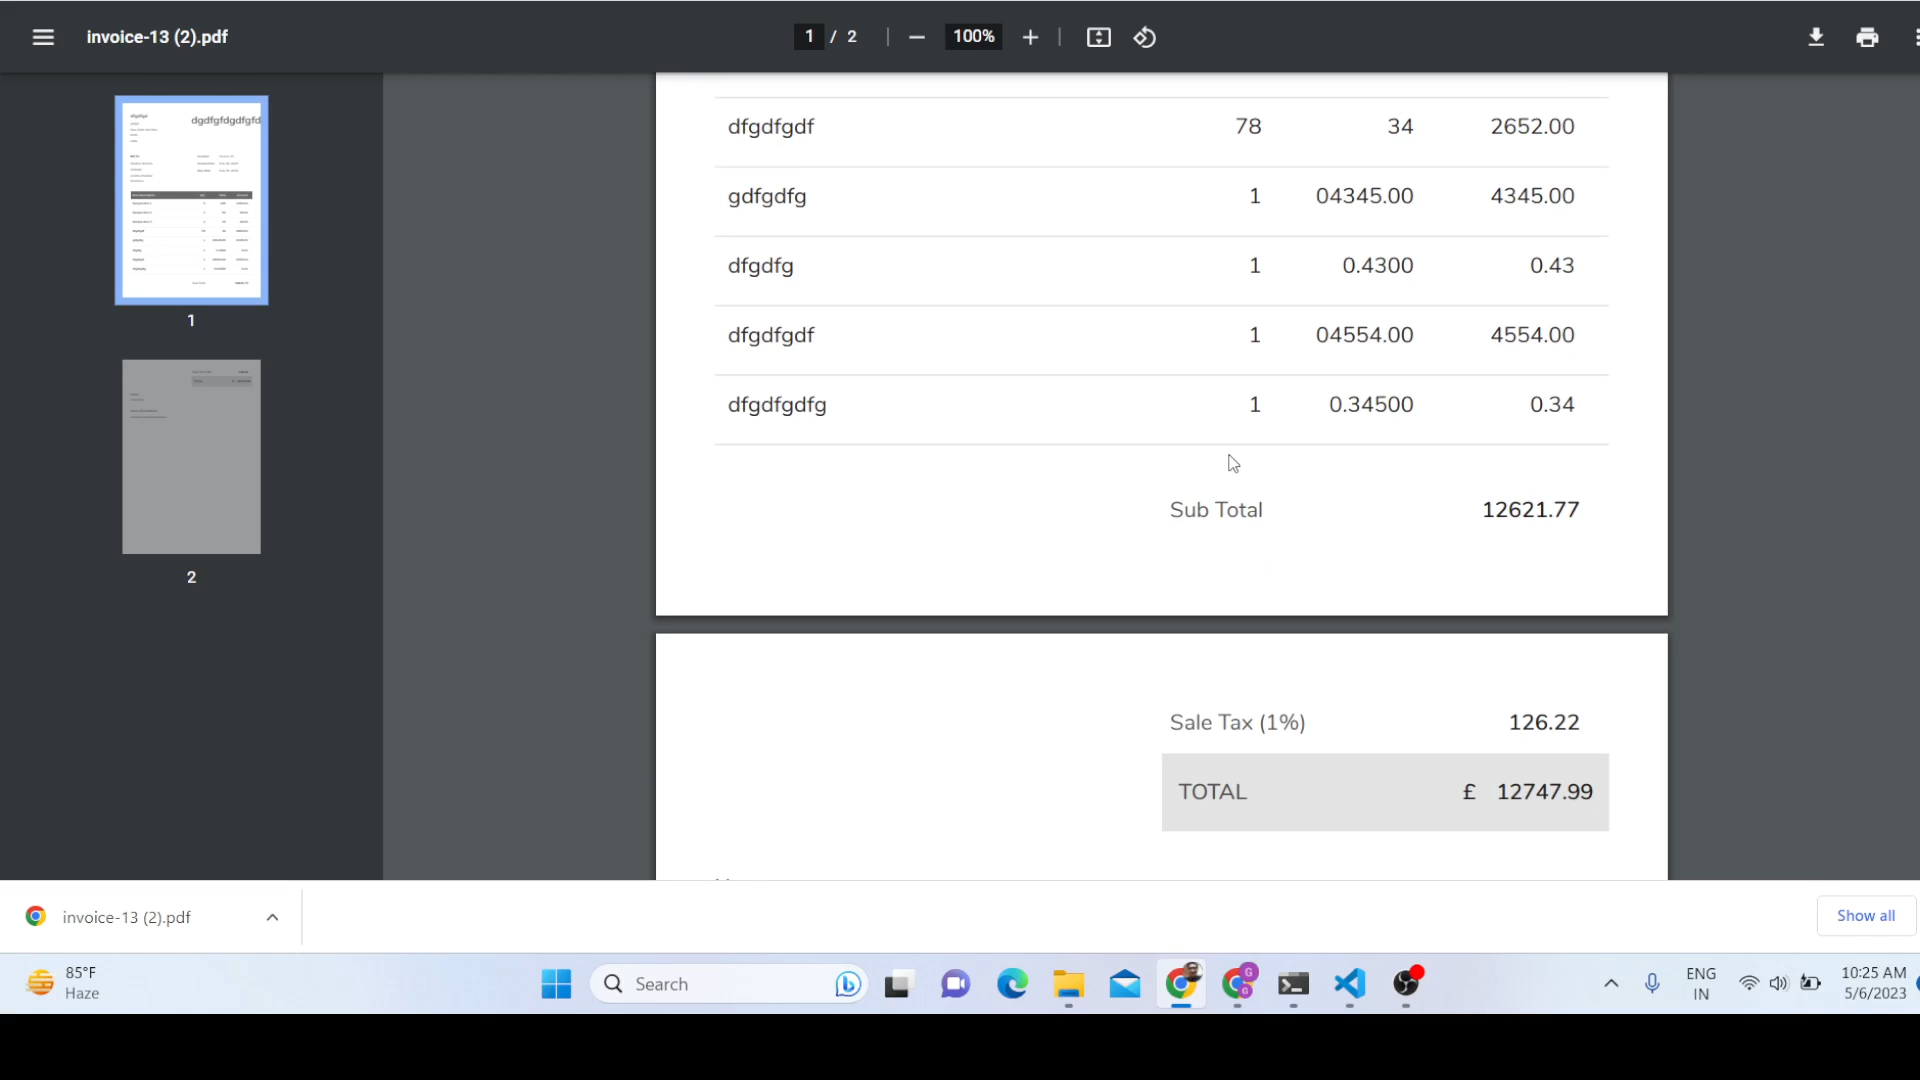 invoice-13 (2).pdf
1 / 2
100%
dgdfgfdgdfgfd
1
2
dfgdfgdf 78 34 2652.00
gdfgdfg 1 04345.00 4345.00
dfgdfg 1 0.4300 0.43
dfgdfgdf 1 04554.00 4554.00
dfgdfgdfg 1 0.34500 0.34
Sub Total 12621.77
Sale Tax (1%) 126.22
TOTAL £ 12747.99
invoice-13 (2).pdf
Show all
85°F
Haze
Search
G
G
ENG
IN
10:25 AM
5/6/2023